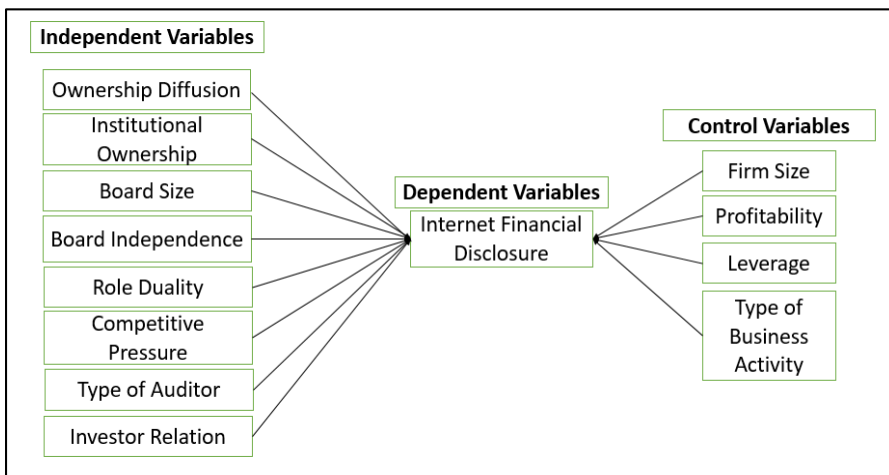 Independent Variables
Ownership Diffusion
Institutional
Ownership
Board Size
Board Independence
Role Duality
Competitive
Pressure
Type of Auditor
Investor Relation
Dependent Variables
Internet Financial
Disclosure
Control Variables
Firm Size
Profitability
Leverage
Type of
Business
Activity